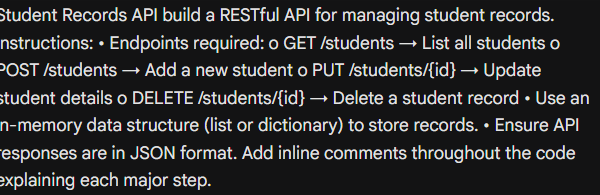 Student Records API build a RESTful API for managing student records.
Instructions: • Endpoints required: o GET /students → List all students o
POST /students → Add a new student o PUT /students/{id} → Update
student details o DELETE /students/{id} → Delete a student record • Use an
in-memory data structure (list or dictionary) to store records. • Ensure API
responses are in JSON format. Add inline comments throughout the code
explaining each major step.